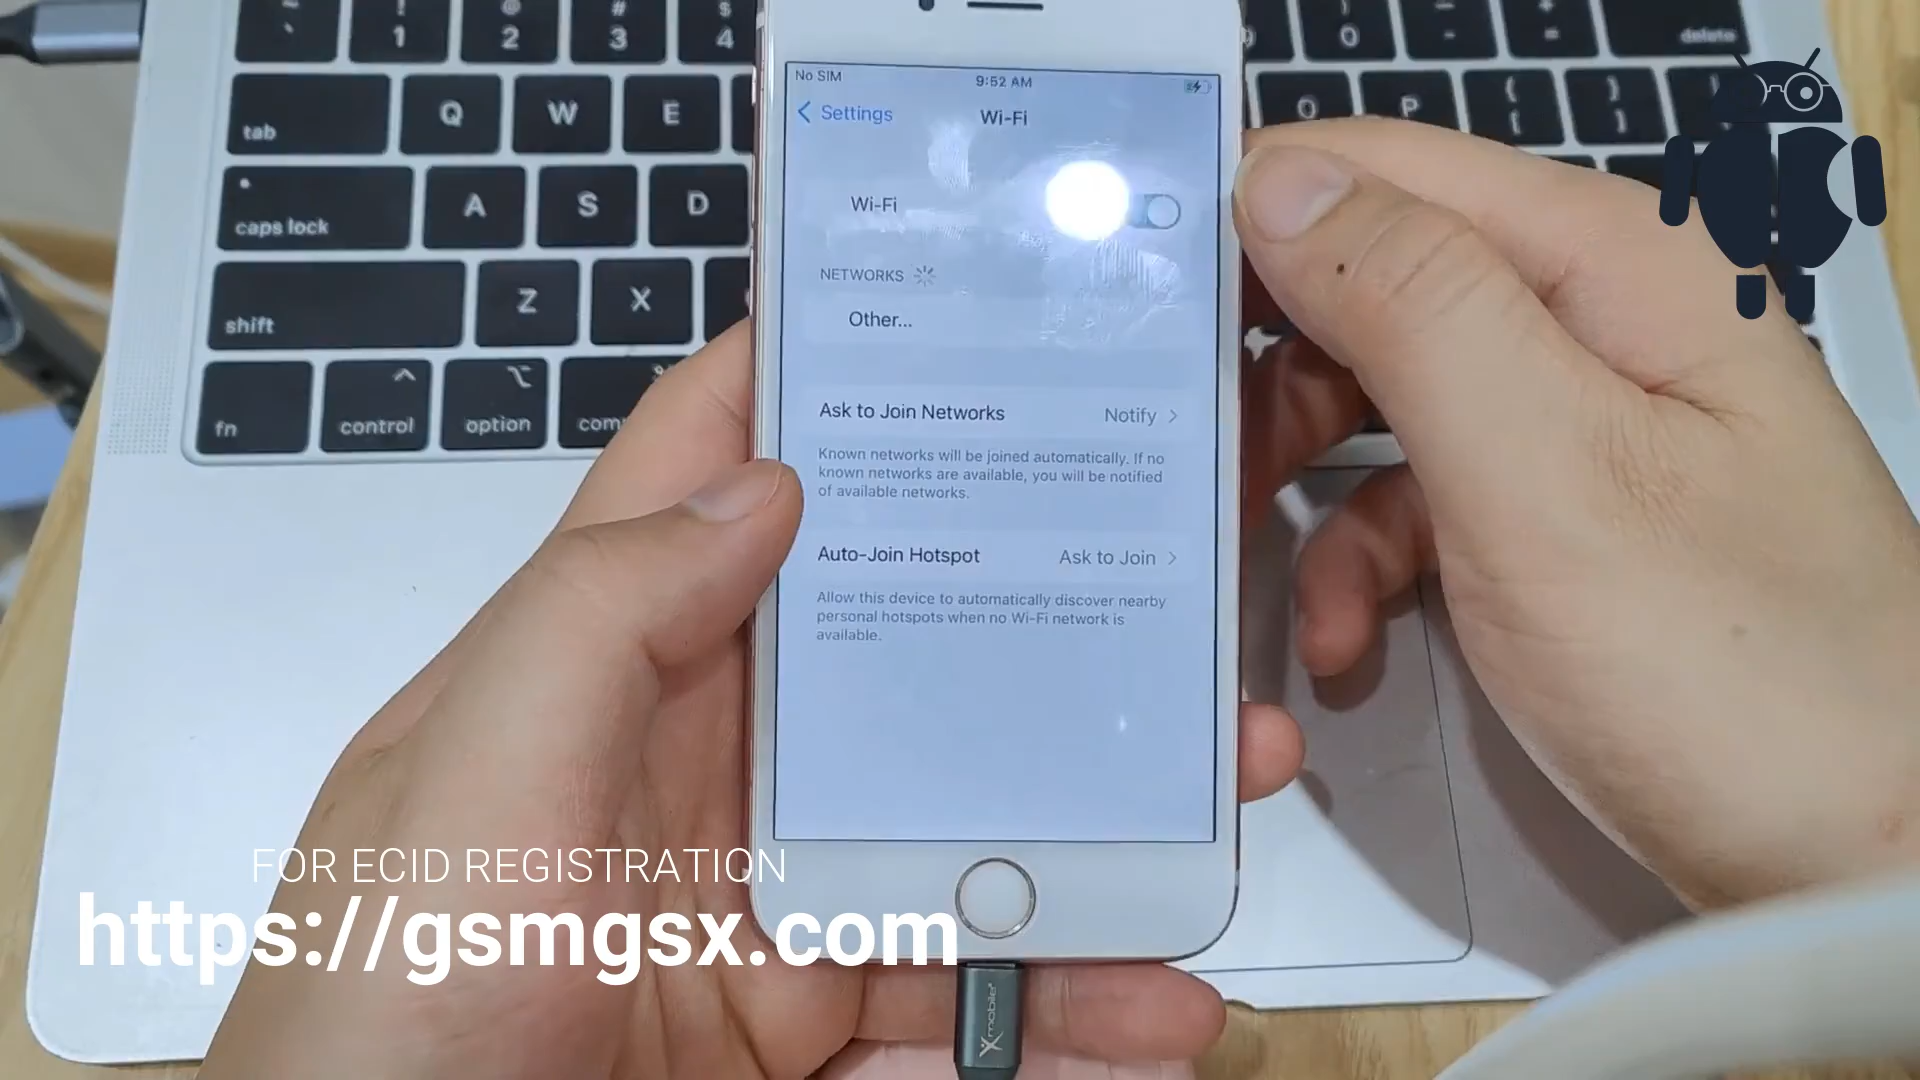 No SIM
9:52 AM
Settings
Wi-Fi
Wi-Fi
NETWORKS
Other...
Ask to Join Networks
Notify
Known networks will be joined automatically. If no
known networks are available, you will be notified
of available networks.
Auto-Join Hotspot
Ask to Join
Allow this device to automatically discover nearby
personal hotspots when no Wi-Fi network is
available.
~ ` ! 1 @ 2 # 3 $ 4
) 0 - = + delete
tab Q W E
O P { [ } ]
caps lock A S D
shift Z X
fn control option
FOR ECID REGISTRATION
https://gsmgsx.com
Xmobile